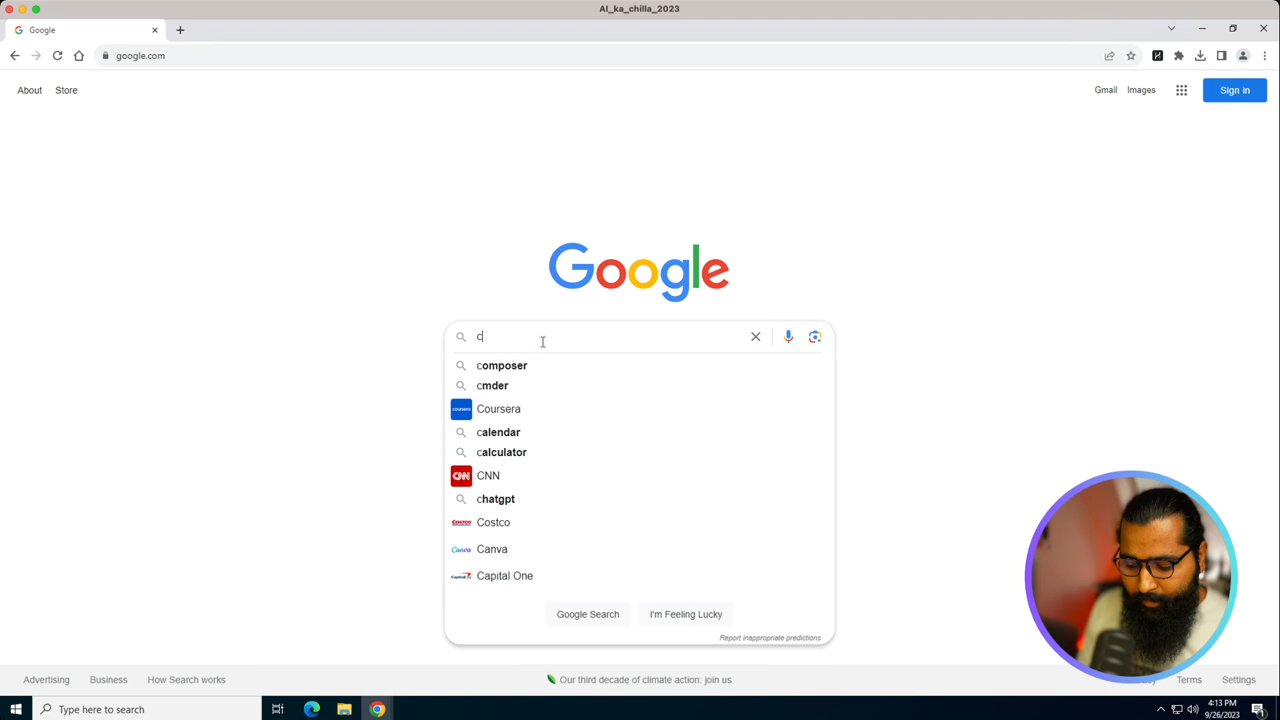 AI_ka_chilla_2023
Google
google.com
About Store Gmail Images Sign in
Google
c
composer
cmder
Coursera
calendar
calculator
CNN
chatgpt
Costco
Canva
Capital One
Google Search I'm Feeling Lucky
Report inappropriate predictions
Advertising Business How Search works Our third decade of climate action: join us Terms Settings
Type here to search 4:13 PM
9/26/2023